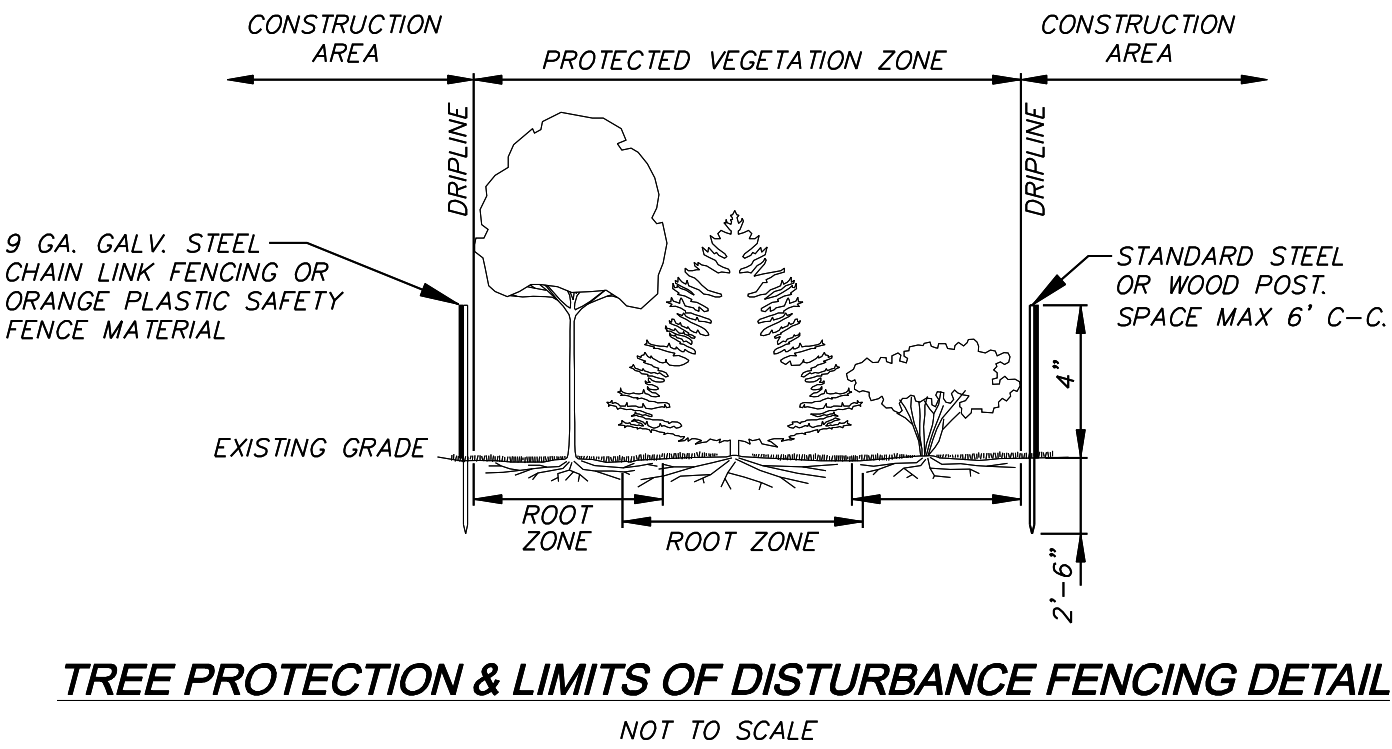 CONSTRUCTION
AREA
PROTECTED VEGETATION ZONE
CONSTRUCTION
AREA
DRIPLINE
DRIPLINE
9 GA. GALV. STEEL
CHAIN LINK FENCING OR
ORANGE PLASTIC SAFETY
FENCE MATERIAL
STANDARD STEEL
OR WOOD POST.
SPACE MAX 6' C-C.
4"
EXISTING GRADE
ROOT
ZONE
ROOT ZONE
2'-6"
TREE PROTECTION & LIMITS OF DISTURBANCE FENCING DETAIL
NOT TO SCALE